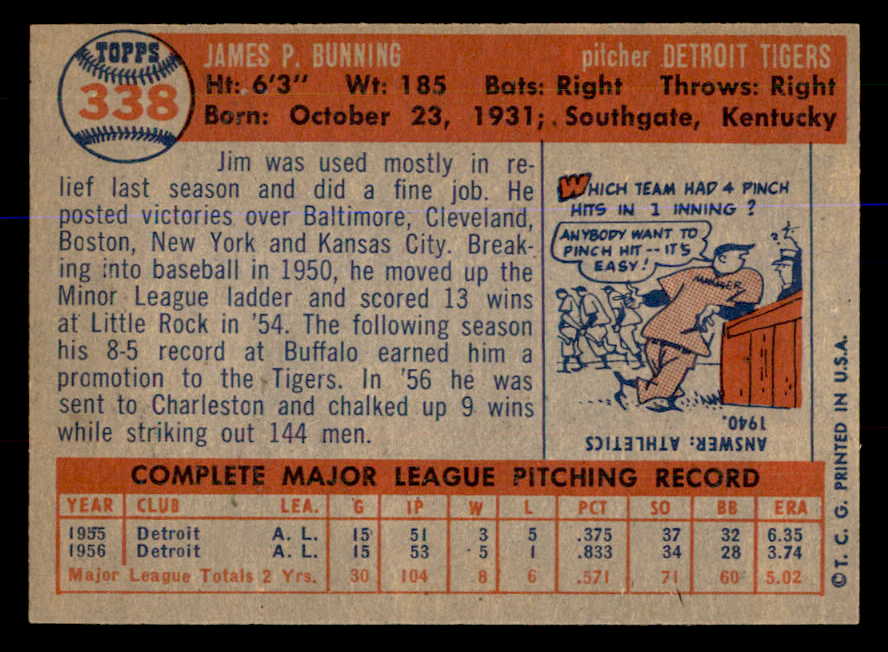 TOPPS
338
JAMES P. BUNNING pitcher DETROIT TIGERS
Ht: 6'3" Wt: 185 Bats: Right Throws: Right
Born: October 23, 1931; Southgate, Kentucky
Jim was used mostly in re-
lief last season and did a fine job. He
posted victories over Baltimore, Cleveland,
Boston, New York and Kansas City. Break-
ing into baseball in 1950, he moved up the
Minor League ladder and scored 13 wins
at Little Rock in '54. The following season
his 8-5 record at Buffalo earned him a
promotion to the Tigers. In '56 he was
sent to Charleston and chalked up 9 wins
while striking out 144 men.
WHICH TEAM HAD 4 PINCH
HITS IN 1 INNING ?
ANYBODY WANT TO
PINCH HIT -- IT'S
EASY!
MANAGER
ANSWER: ATHLETICS
1940.
COMPLETE MAJOR LEAGUE PITCHING RECORD
YEAR CLUB LEA. G IP W L PCT SO BB ERA
1955 Detroit A. L. 15 51 3 5 .375 37 32 6.35
1956 Detroit A. L. 15 53 5 1 .833 34 28 3.74
Major League Totals 2 Yrs. 30 104 8 6 .571 71 60 5.02
© T. C. G. PRINTED IN U.S.A.